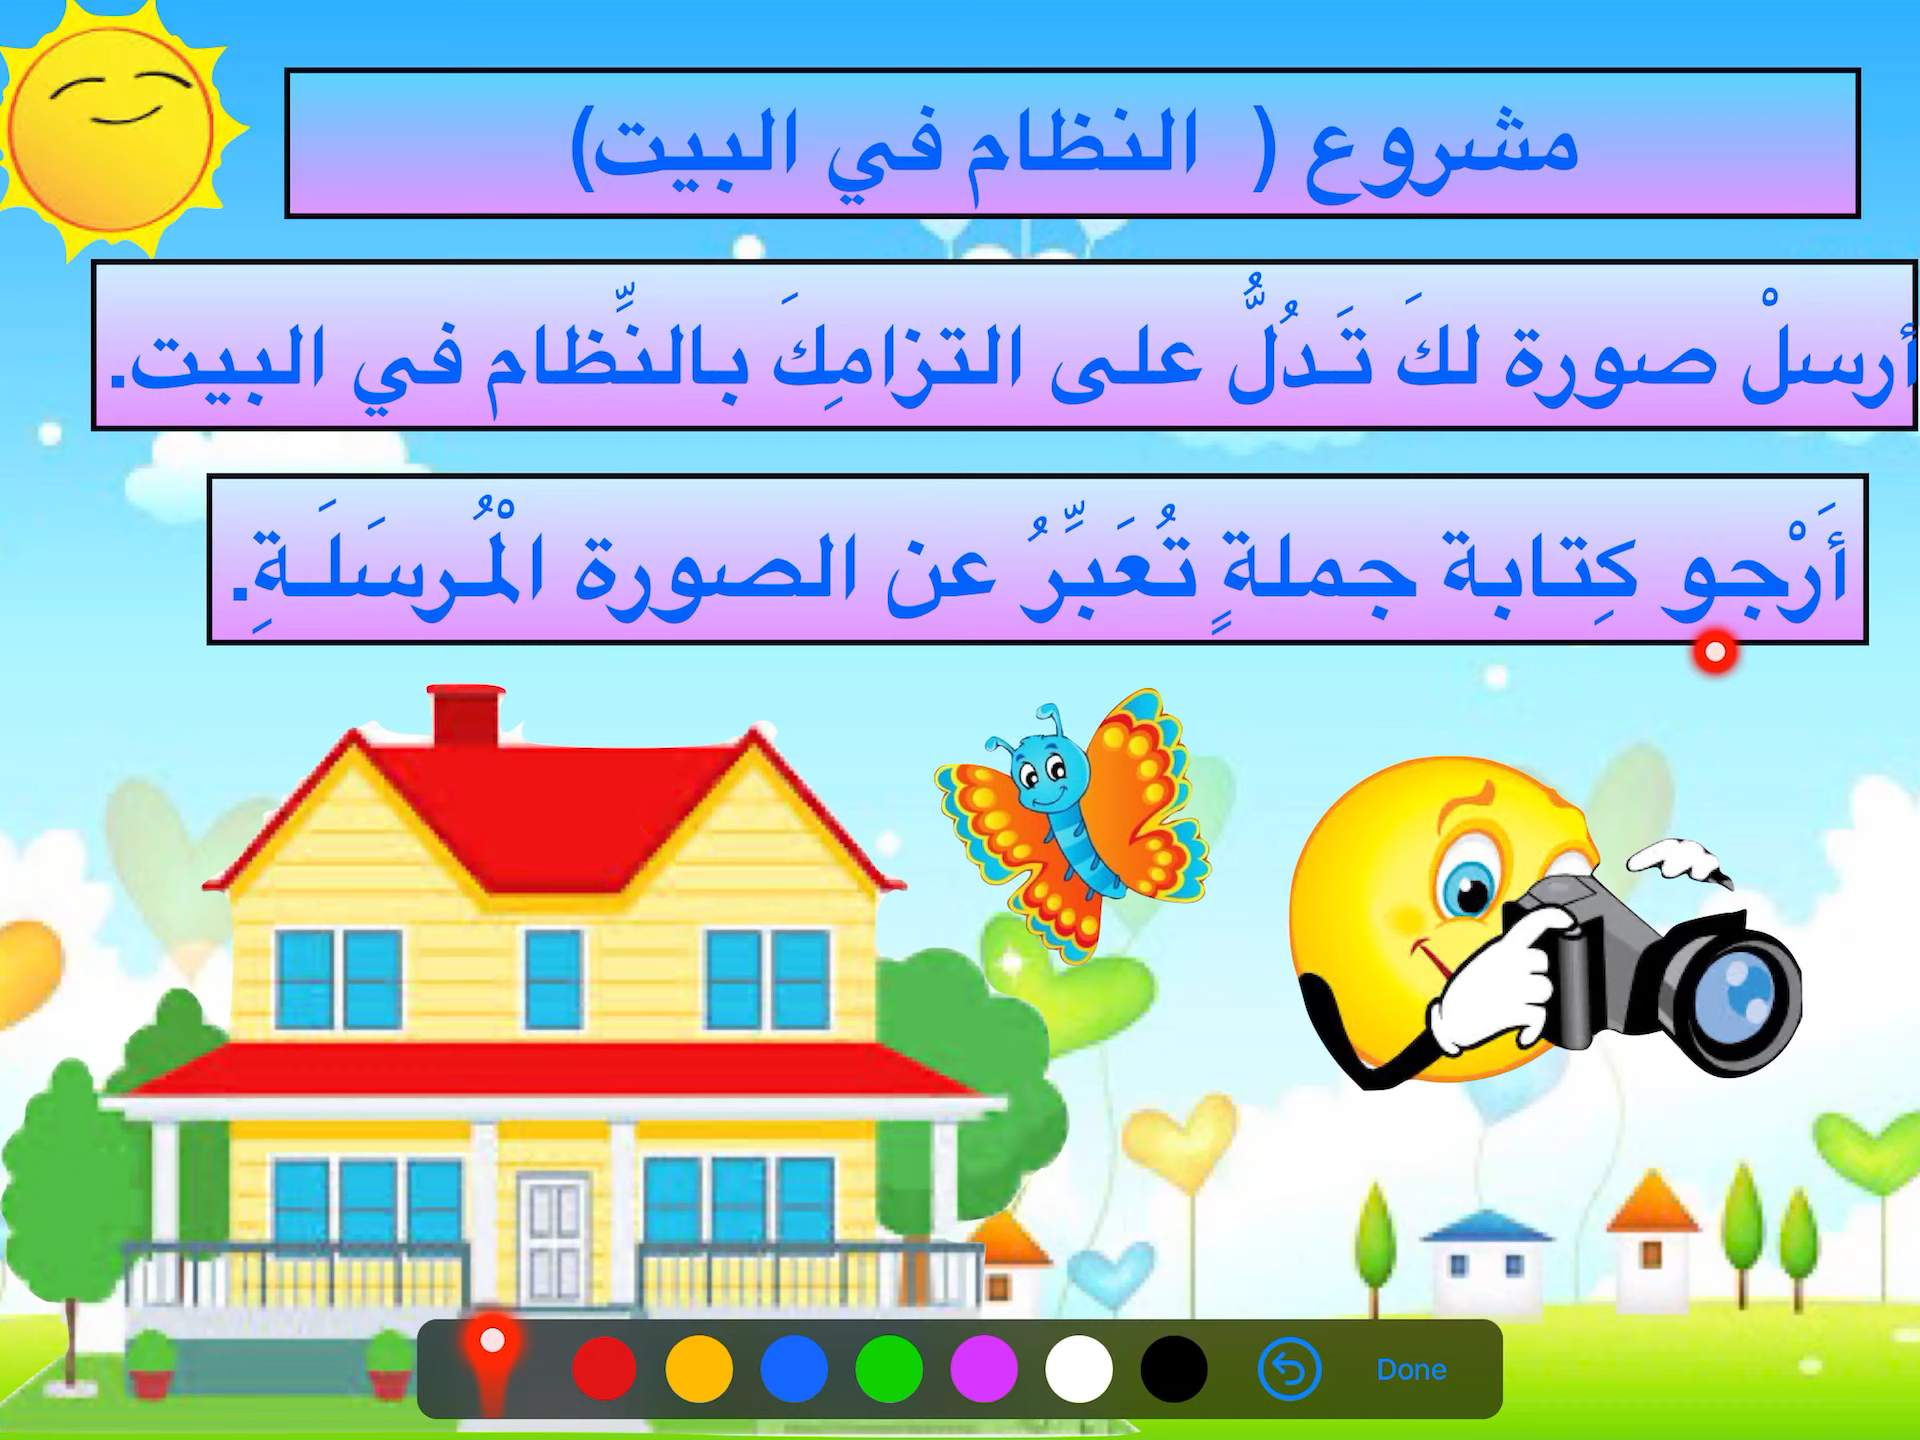 مشروع ( النظام في البيت)
أرسلْ صورة لكَ تَدُلُّ على التزامِكَ بالنِّظام في البيت.
أَرْجو كِتابة جملةٍ تُعَبِّرُ عن الصورة الْمُرسَلَةِ.
Done